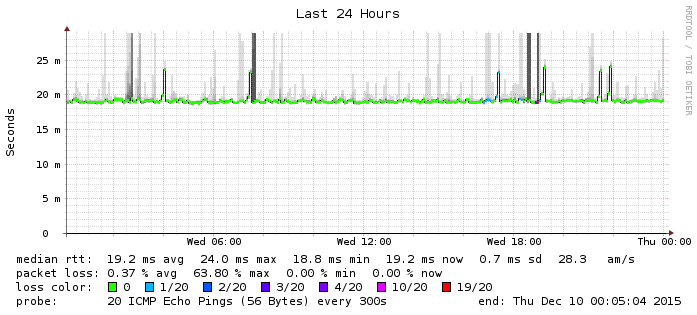 Last 24 Hours
RRDTOOL / TOBI OETIKER
Seconds
25 m
20 m
15 m
10 m
5 m
0
Wed 06:00 Wed 12:00 Wed 18:00 Thu 00:00
median rtt: 19.2 ms avg 24.0 ms max 18.8 ms min 19.2 ms now 0.7 ms sd 28.3 am/s
packet loss: 0.37 % avg 63.80 % max 0.00 % min 0.00 % now
loss color: 0 1/20 2/20 3/20 4/20 10/20 19/20
probe: 20 ICMP Echo Pings (56 Bytes) every 300s end: Thu Dec 10 00:05:04 2015